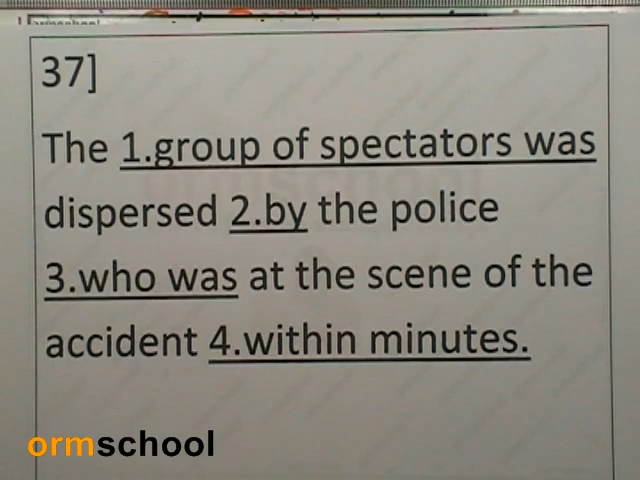 37]
The 1.group of spectators was
dispersed 2.by the police
3.who was at the scene of the
accident 4.within minutes.
ormschool